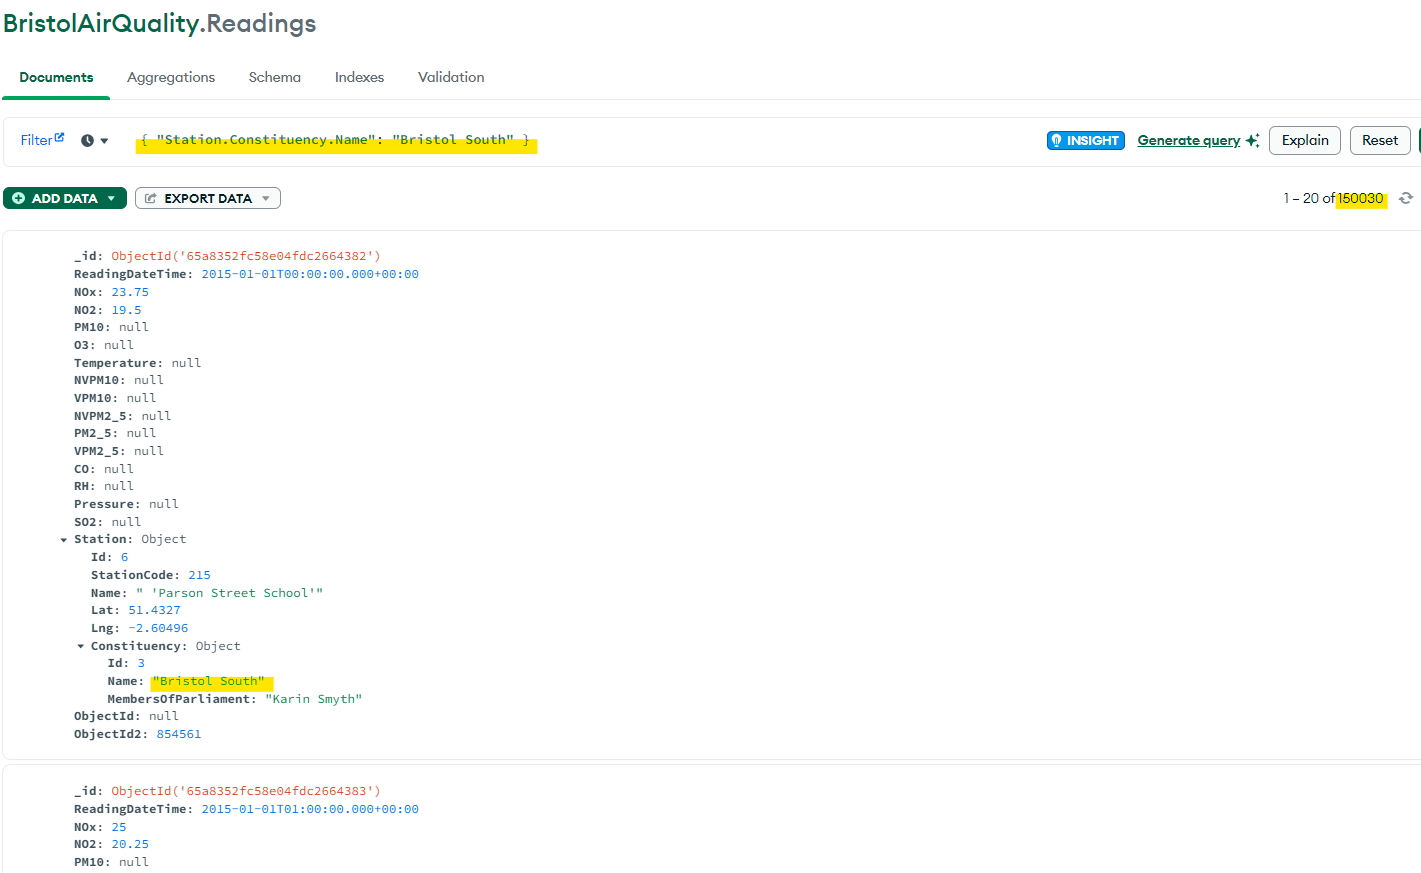 BristolAirQuality.Readings
Documents Aggregations Schema Indexes Validation
Filter { "Station.Constituency.Name": "Bristol South" } INSIGHT Generate query Explain Reset
ADD DATA EXPORT DATA 1 – 20 of 150030
_id: ObjectId('65a8352fc58e04fdc2664382')
ReadingDateTime: 2015-01-01T00:00:00.000+00:00
NOx: 23.75
NO2: 19.5
PM10: null
O3: null
Temperature: null
NVPM10: null
VPM10: null
NVPM2_5: null
PM2_5: null
VPM2_5: null
CO: null
RH: null
Pressure: null
SO2: null
Station: Object
Id: 6
StationCode: 215
Name: " 'Parson Street School'"
Lat: 51.4327
Lng: -2.60496
Constituency: Object
Id: 3
Name: "Bristol South"
MembersOfParliament: "Karin Smyth"
ObjectId: null
ObjectId2: 854561
_id: ObjectId('65a8352fc58e04fdc2664383')
ReadingDateTime: 2015-01-01T01:00:00.000+00:00
NOx: 25
NO2: 20.25
PM10: null